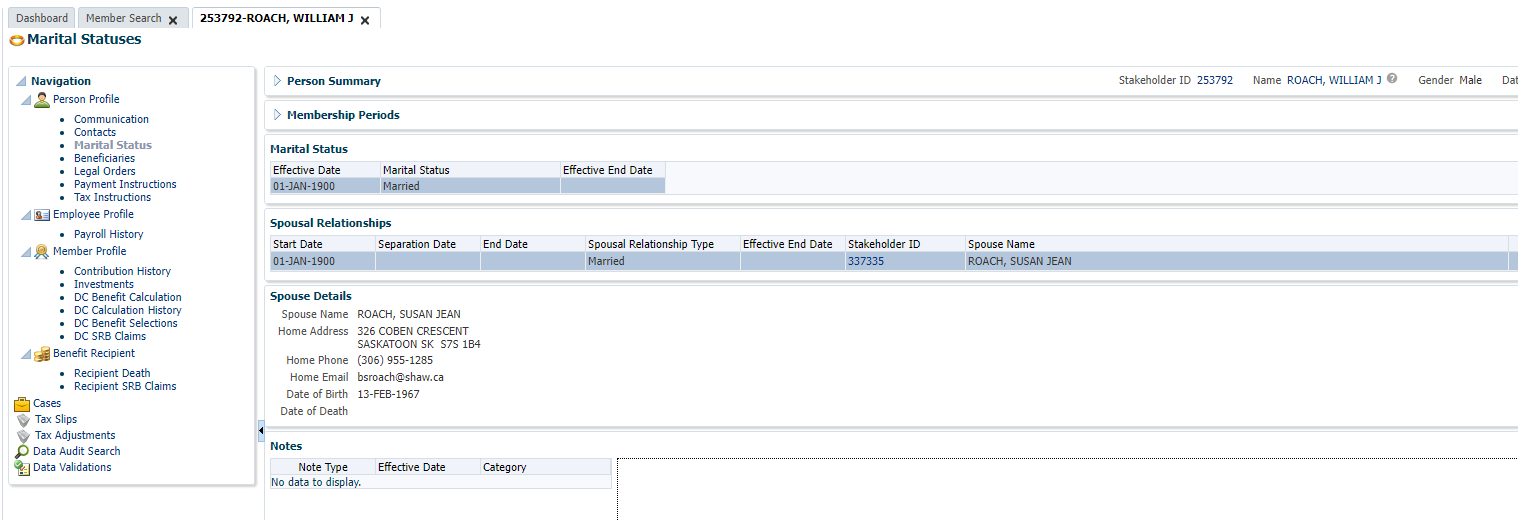 Dashboard Member Search 253792-ROACH, WILLIAM J
Marital Statuses
Navigation
Person Profile
Communication
Contacts
Marital Status
Beneficiaries
Legal Orders
Payment Instructions
Tax Instructions
Employee Profile
Payroll History
Member Profile
Contribution History
Investments
DC Benefit Calculation
DC Calculation History
DC Benefit Selections
DC SRB Claims
Benefit Recipient
Recipient Death
Recipient SRB Claims
Cases
Tax Slips
Tax Adjustments
Data Audit Search
Data Validations
Person Summary Stakeholder ID 253792 Name ROACH, WILLIAM J Gender Male Dat
Membership Periods
Marital Status
Effective Date Marital Status Effective End Date
01-JAN-1900 Married
Spousal Relationships
Start Date Separation Date End Date Spousal Relationship Type Effective End Date Stakeholder ID Spouse Name
01-JAN-1900 Married 337335 ROACH, SUSAN JEAN
Spouse Details
Spouse Name ROACH, SUSAN JEAN
Home Address 326 COBEN CRESCENT
SASKATOON SK S7S 1B4
Home Phone (306) 955-1285
Home Email bsroach@shaw.ca
Date of Birth 13-FEB-1967
Date of Death
Notes
Note Type Effective Date Category
No data to display.